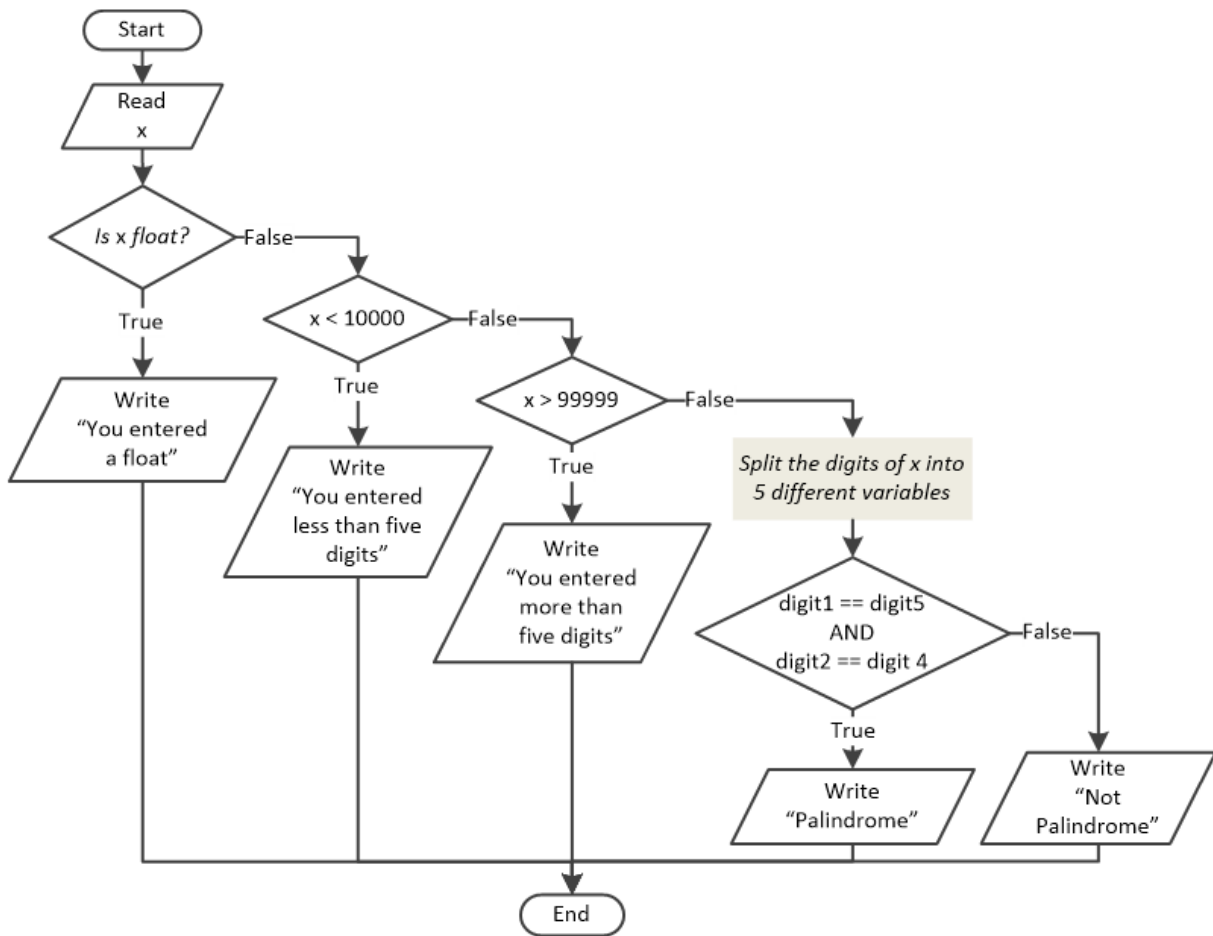 Start
Read
x
Is x float?
False
True
Write
“You entered
a float”
x < 10000
False
True
Write
“You entered
less than five
digits”
x > 99999
False
True
Write
“You entered
more than
five digits”
Split the digits of x into
5 different variables
digit1 == digit5
AND
digit2 == digit 4
False
True
Write
“Palindrome”
Write
“Not
Palindrome”
End